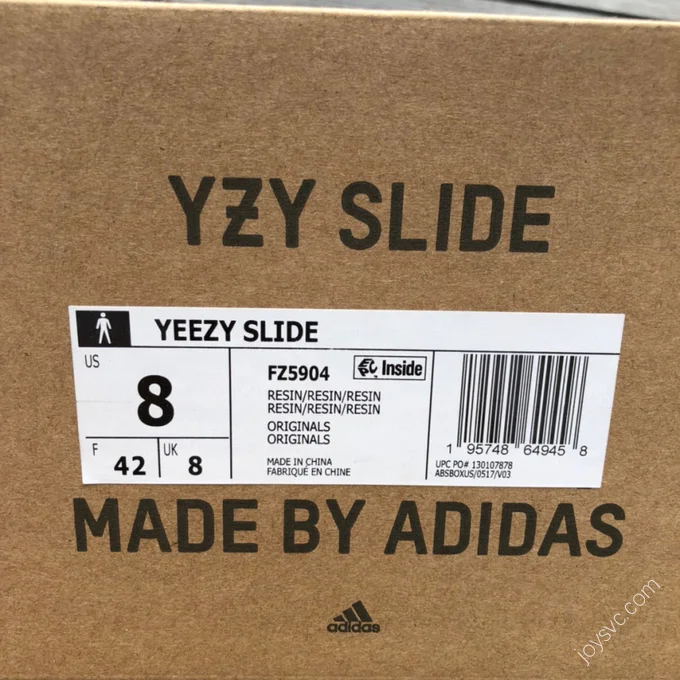 YZY SLIDE
YEEZY SLIDE
US
8
F
42
UK
8
FZ5904
Inside
RESIN/RESIN/RESIN
RESIN/RESIN/RESIN
ORIGINALS
ORIGINALS
MADE IN CHINA
FABRIQUÉ EN CHINE
1 95748 64945 8
UPC PO# 130107878
ABSBOXUS/0517/V03
MADE BY ADIDAS
adidas
joysvc.com